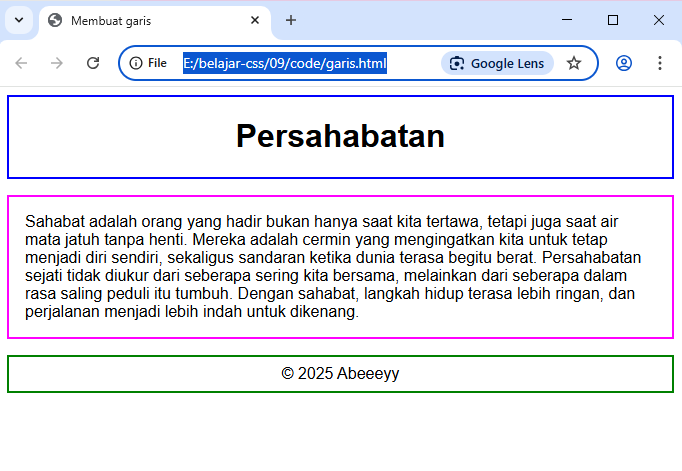 Membuat garis
File
E:/belajar-css/09/code/garis.html
Google Lens
Persahabatan
Sahabat adalah orang yang hadir bukan hanya saat kita tertawa, tetapi juga saat air
mata jatuh tanpa henti. Mereka adalah cermin yang mengingatkan kita untuk tetap
menjadi diri sendiri, sekaligus sandaran ketika dunia terasa begitu berat. Persahabatan
sejati tidak diukur dari seberapa sering kita bersama, melainkan dari seberapa dalam
rasa saling peduli itu tumbuh. Dengan sahabat, langkah hidup terasa lebih ringan, dan
perjalanan menjadi lebih indah untuk dikenang.
© 2025 Abeeeyy